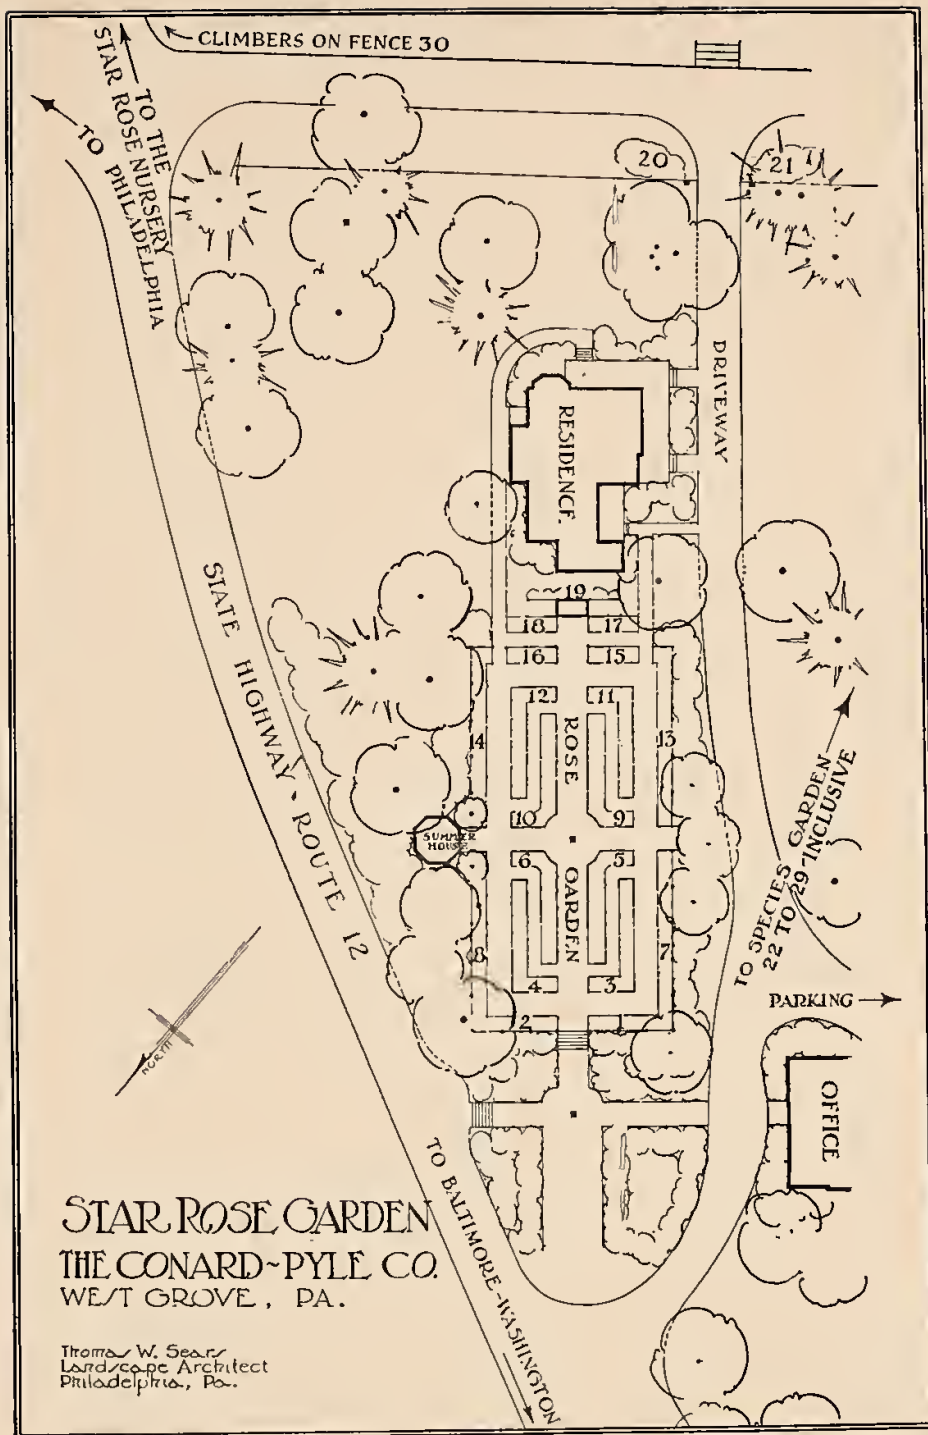 CLIMBERS ON FENCE 30
TO THE
STAR ROSE NURSERY
TO PHILADELPHIA
20
21
DRIVEWAY
RESIDENCE.
STATE HIGHWAY - ROUTE 12
19
18
17
16
15
12
11
14
13
ROSE
10
9
SUMMER
HOUSE
6
5
GARDEN
8
7
4
3
2
1
TO SPECIES GARDEN
22 TO 29-INCLUSIVE
PARKING
NORTH
OFFICE
TO BALTIMORE-WASHINGTON
STAR ROSE GARDEN
THE CONARD~PYLE CO.
WEST GROVE, PA.
Thomas W. Sears
Landscape Architect
Philadelphia, Pa.